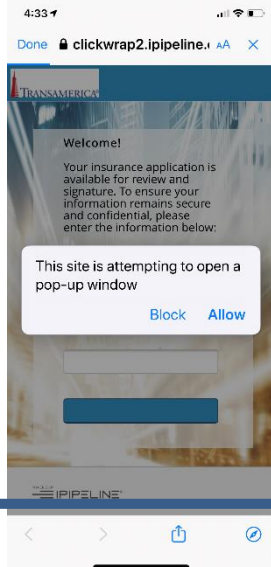 4:33
Done clickwrap2.ipipeline. AA ×
TRANSAMERICA®
Welcome!
Your insurance application is
available for review and
signature. To ensure your
information remains secure
and confidential, please
enter the information below:
This site is attempting to open a
pop-up window
Block Allow
IPIPELINE®